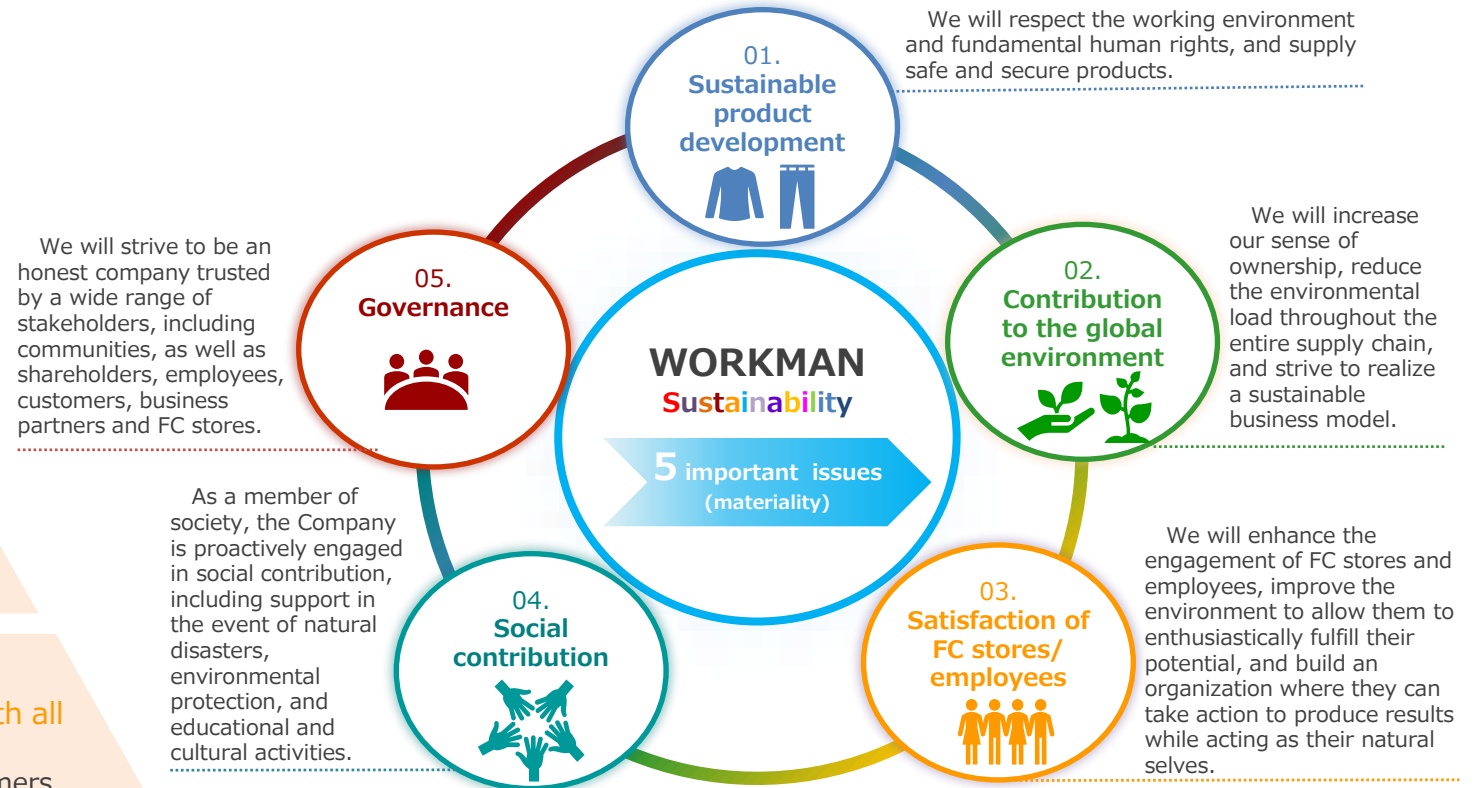 We will respect the working environment
and fundamental human rights, and supply
safe and secure products.
01.
Sustainable
product
development
We will increase
our sense of
ownership, reduce
the environmental
load throughout the
entire supply chain,
and strive to realize
a sustainable
business model.
02.
Contribution
to the global
environment
We will strive to be an
honest company trusted
by a wide range of
stakeholders, including
communities, as well as
shareholders, employees,
customers, business
partners and FC stores.
05.
Governance
WORKMAN
Sustainability
5 important issues
(materiality)
As a member of
society, the Company
is proactively engaged
in social contribution,
including support in
the event of natural
disasters,
environmental
protection, and
educational and
cultural activities.
04.
Social
contribution
03.
Satisfaction of
FC stores/
employees
We will enhance the
engagement of FC stores and
employees, improve the
environment to allow them to
enthusiastically fulfill their
potential, and build an
organization where they can
take action to produce results
while acting as their natural
selves.
all